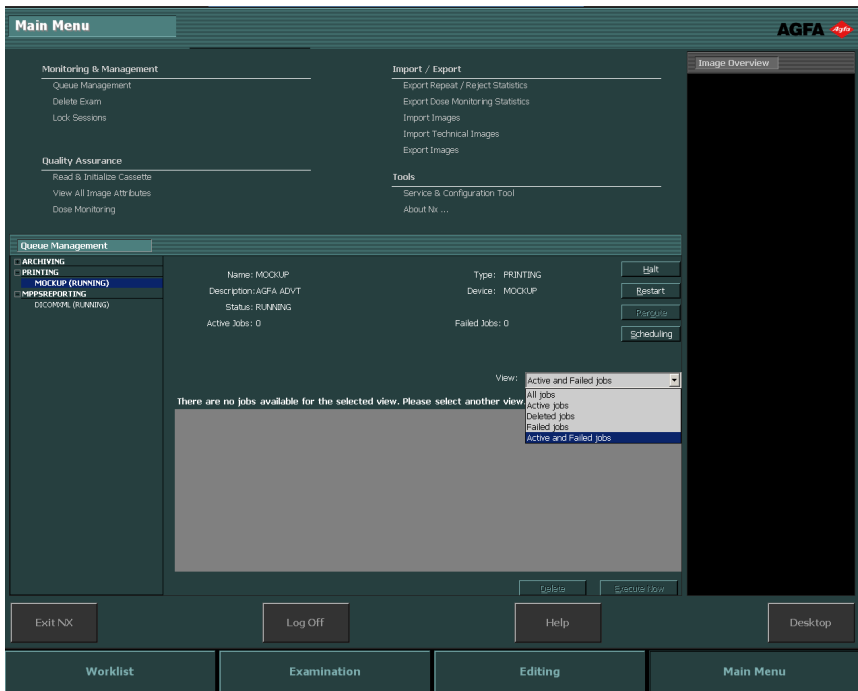 Main Menu
AGFA
Agfa
Monitoring & Management
Queue Management
Delete Exam
Lock Sessions
Quality Assurance
Read & Initialize Cassette
View All Image Attributes
Dose Monitoring
Import / Export
Export Repeat / Reject Statistics
Export Dose Monitoring Statistics
Import Images
Import Technical Images
Export Images
Tools
Service & Configuration Tool
About Nx ...
Image Overview
Queue Management
ARCHIVING
PRINTING
MOCKUP (RUNNING)
MPPSREPORTING
DICOMXML (RUNNING)
Name: MOCKUP
Type: PRINTING
Description: AGFA ADVT
Device: MOCKUP
Status: RUNNING
Active Jobs: 0
Failed Jobs: 0
Halt
Restart
Reroute
Scheduling
View: Active and Failed jobs
All jobs
Active jobs
Deleted jobs
Failed jobs
Active and Failed jobs
There are no jobs available for the selected view. Please select another view.
Delete
Execute Now
Exit NX
Log Off
Help
Desktop
Worklist
Examination
Editing
Main Menu